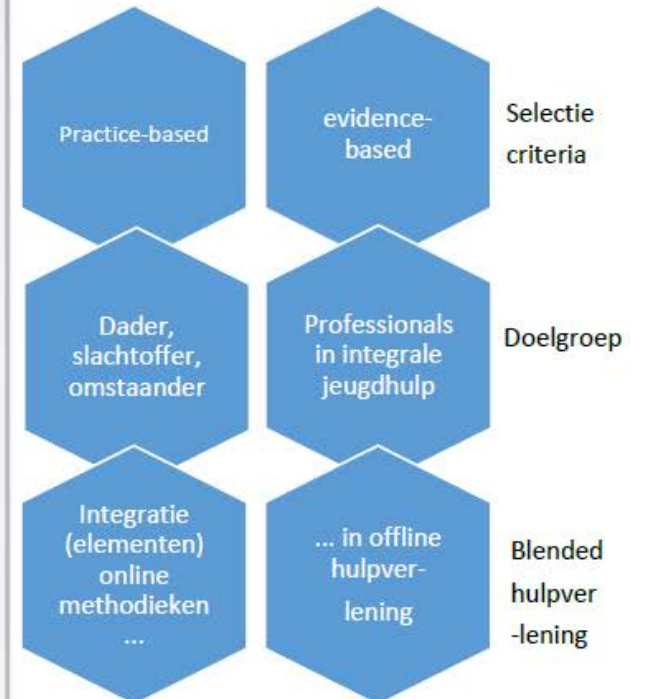 Practice-based
evidence-
based
Selectie
criteria
Dader,
slachtoffer,
omstaander
Professionals
in integrale
jeugdhulp
Doelgroep
Integratie
(elementen)
online
methodieken
...
... in offline
hulpver-
lening
Blended
hulpver
-lening